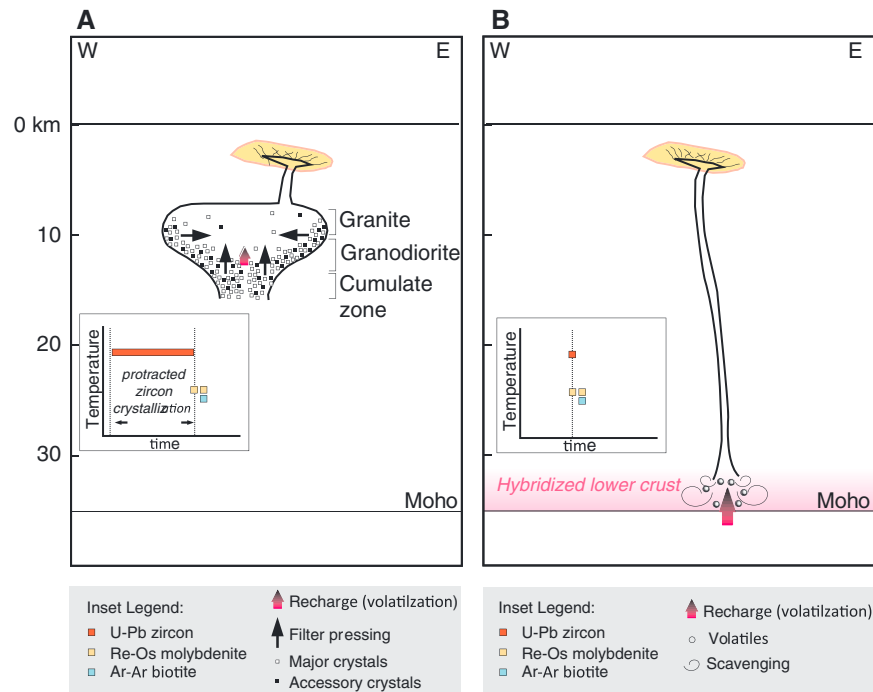 A
W E
0 km
10
20
30
Granite
Granodiorite
Cumulate
zone
Temperature
protracted
zircon
crystallization
time
Moho
Inset Legend:
U-Pb zircon
Re-Os molybdenite
Ar-Ar biotite
Recharge (volatilzation)
Filter pressing
Major crystals
Accessory crystals
B
W E
Temperature
time
Hybridized lower crust
Moho
Inset Legend:
U-Pb zircon
Re-Os molybdenite
Ar-Ar biotite
Recharge (volatilzation)
Volatiles
Scavenging